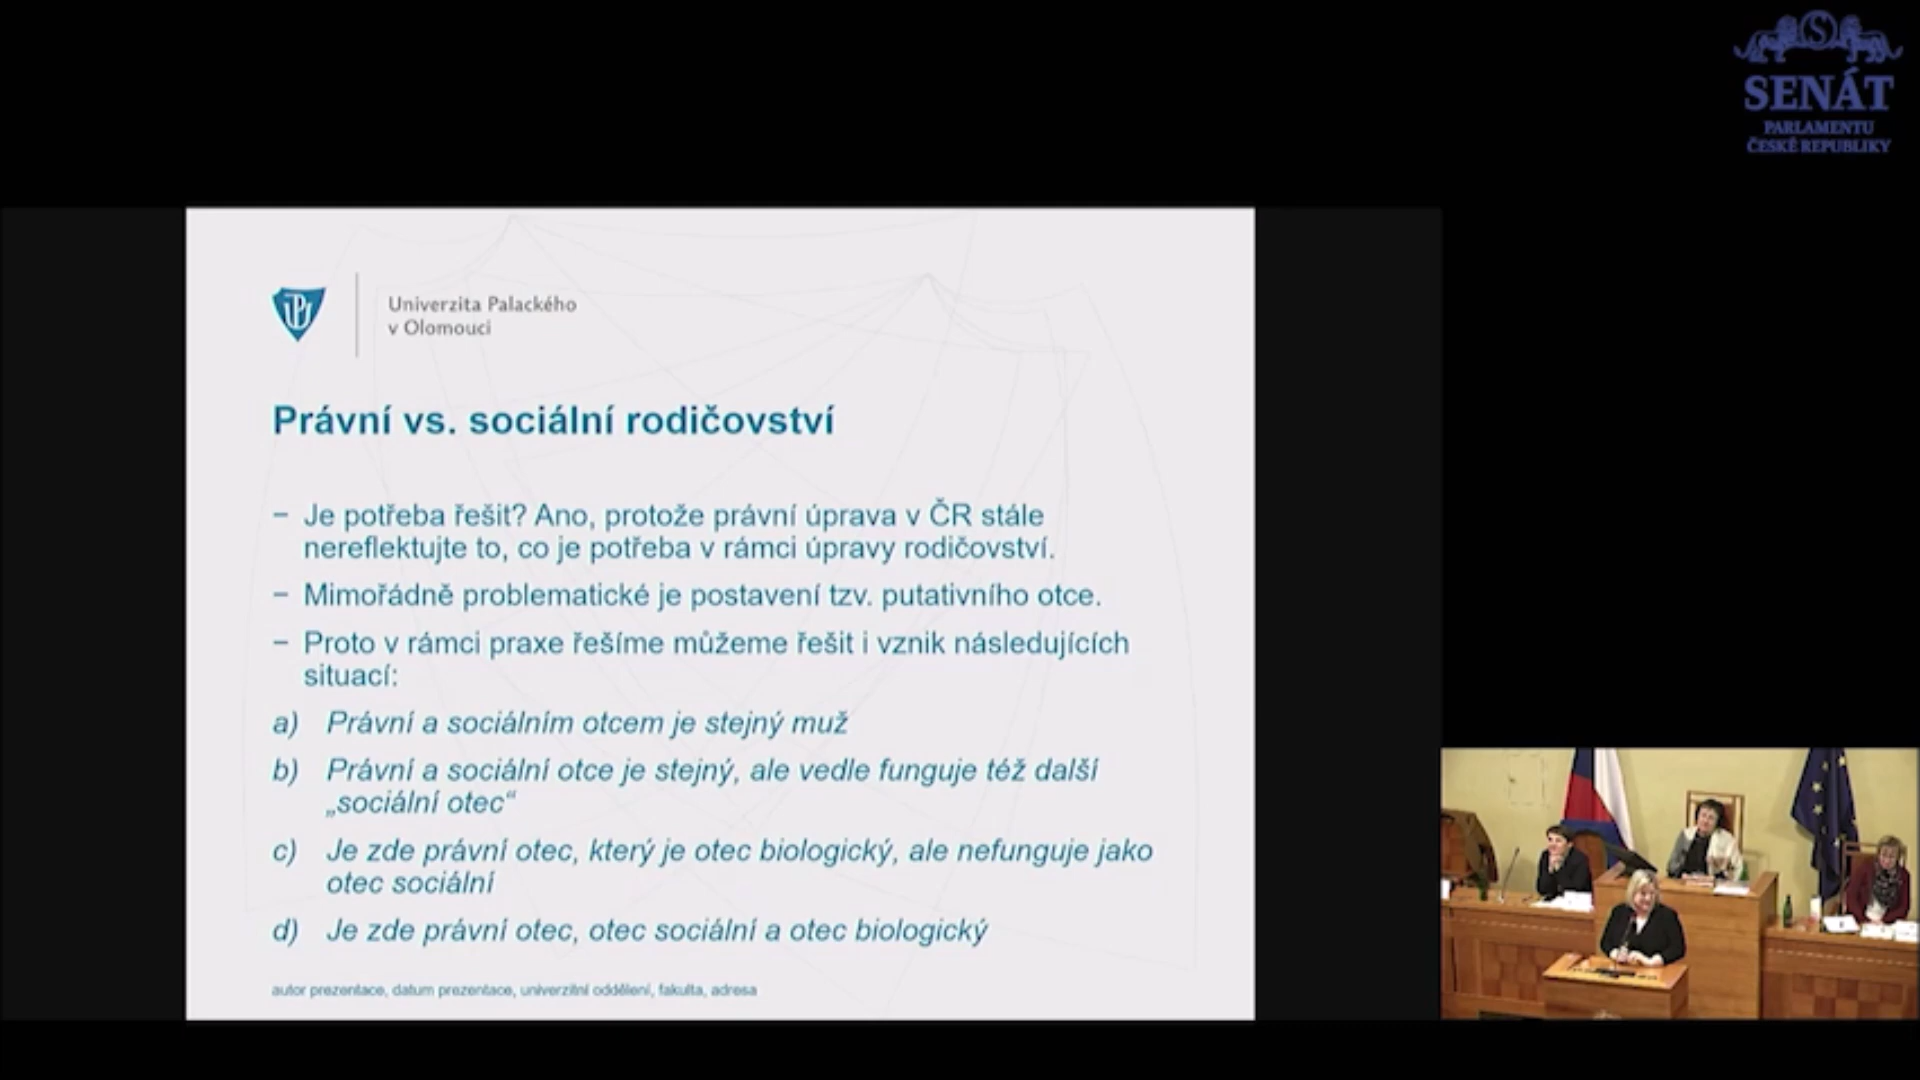 SENÁT
PARLAMENTU
ČESKÉ REPUBLIKY
Univerzita Palackého
v Olomouci
Právní vs. sociální rodičovství
– Je potřeba řešit? Ano, protože právní úprava v ČR stále
nereflektujte to, co je potřeba v rámci úpravy rodičovství.
– Mimořádně problematické je postavení tzv. putativního otce.
– Proto v rámci praxe řešíme můžeme řešit i vznik následujících
situací:
a) Právní a sociálním otcem je stejný muž
b) Právní a sociální otce je stejný, ale vedle funguje též další
„sociální otec“
c) Je zde právní otec, který je otec biologický, ale nefunguje jako
otec sociální
d) Je zde právní otec, otec sociální a otec biologický
autor prezentace, datum prezentace, univerzitní oddělení, fakulta, adresa